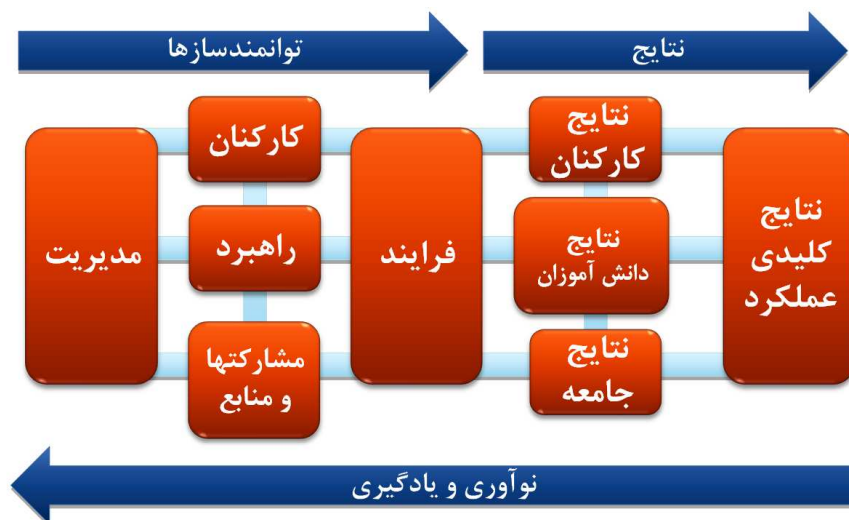 توانمندسازها
نتایج
مدیریت
کارکنان
راهبرد
مشارکتها
و منابع
فرایند
نتایج
کارکنان
نتایج
دانش آموزان
نتایج
جامعه
نتایج
کلیدی
عملکرد
نوآوری و یادگیری